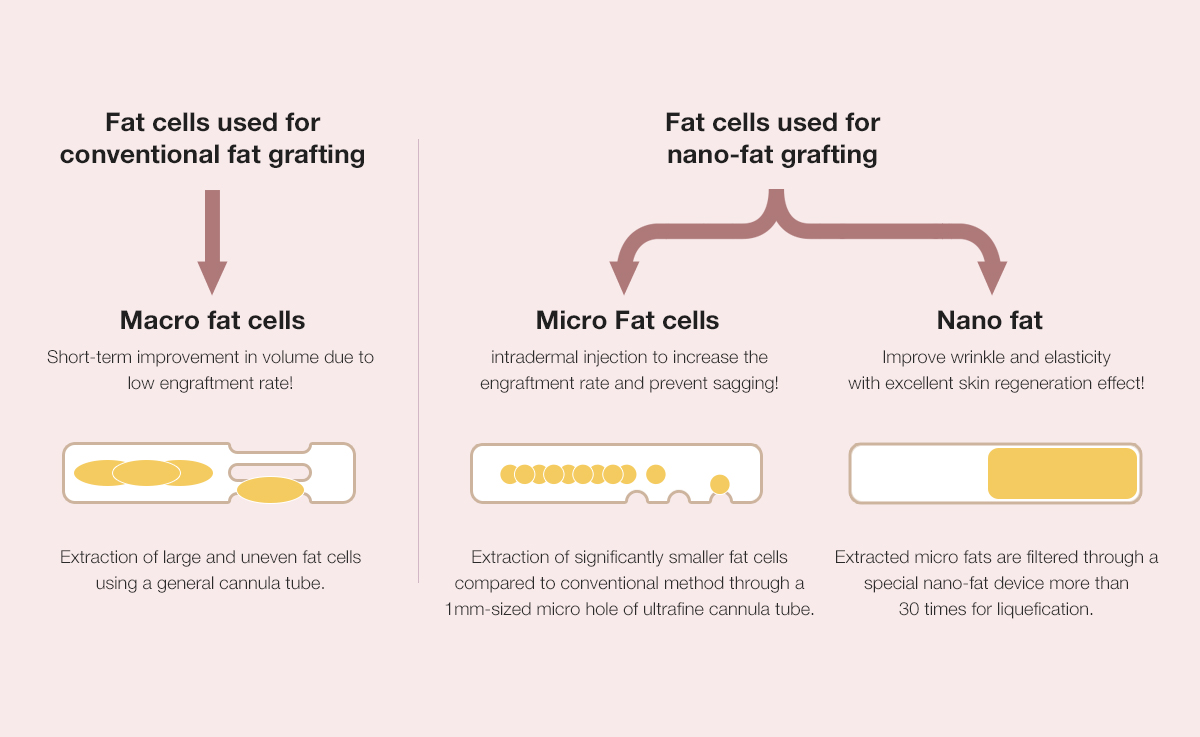 Fat cells used for
conventional fat grafting
Macro fat cells
Short-term improvement in volume due to
low engraftment rate!
Extraction of large and uneven fat cells
using a general cannula tube.
Fat cells used for
nano-fat grafting
Micro Fat cells
intradermal injection to increase the
engraftment rate and prevent sagging!
Extraction of significantly smaller fat cells
compared to conventional method through a
1mm-sized micro hole of ultrafine cannula tube.
Nano fat
Improve wrinkle and elasticity
with excellent skin regeneration effect!
Extracted micro fats are filtered through a
special nano-fat device more than
30 times for liquefication.